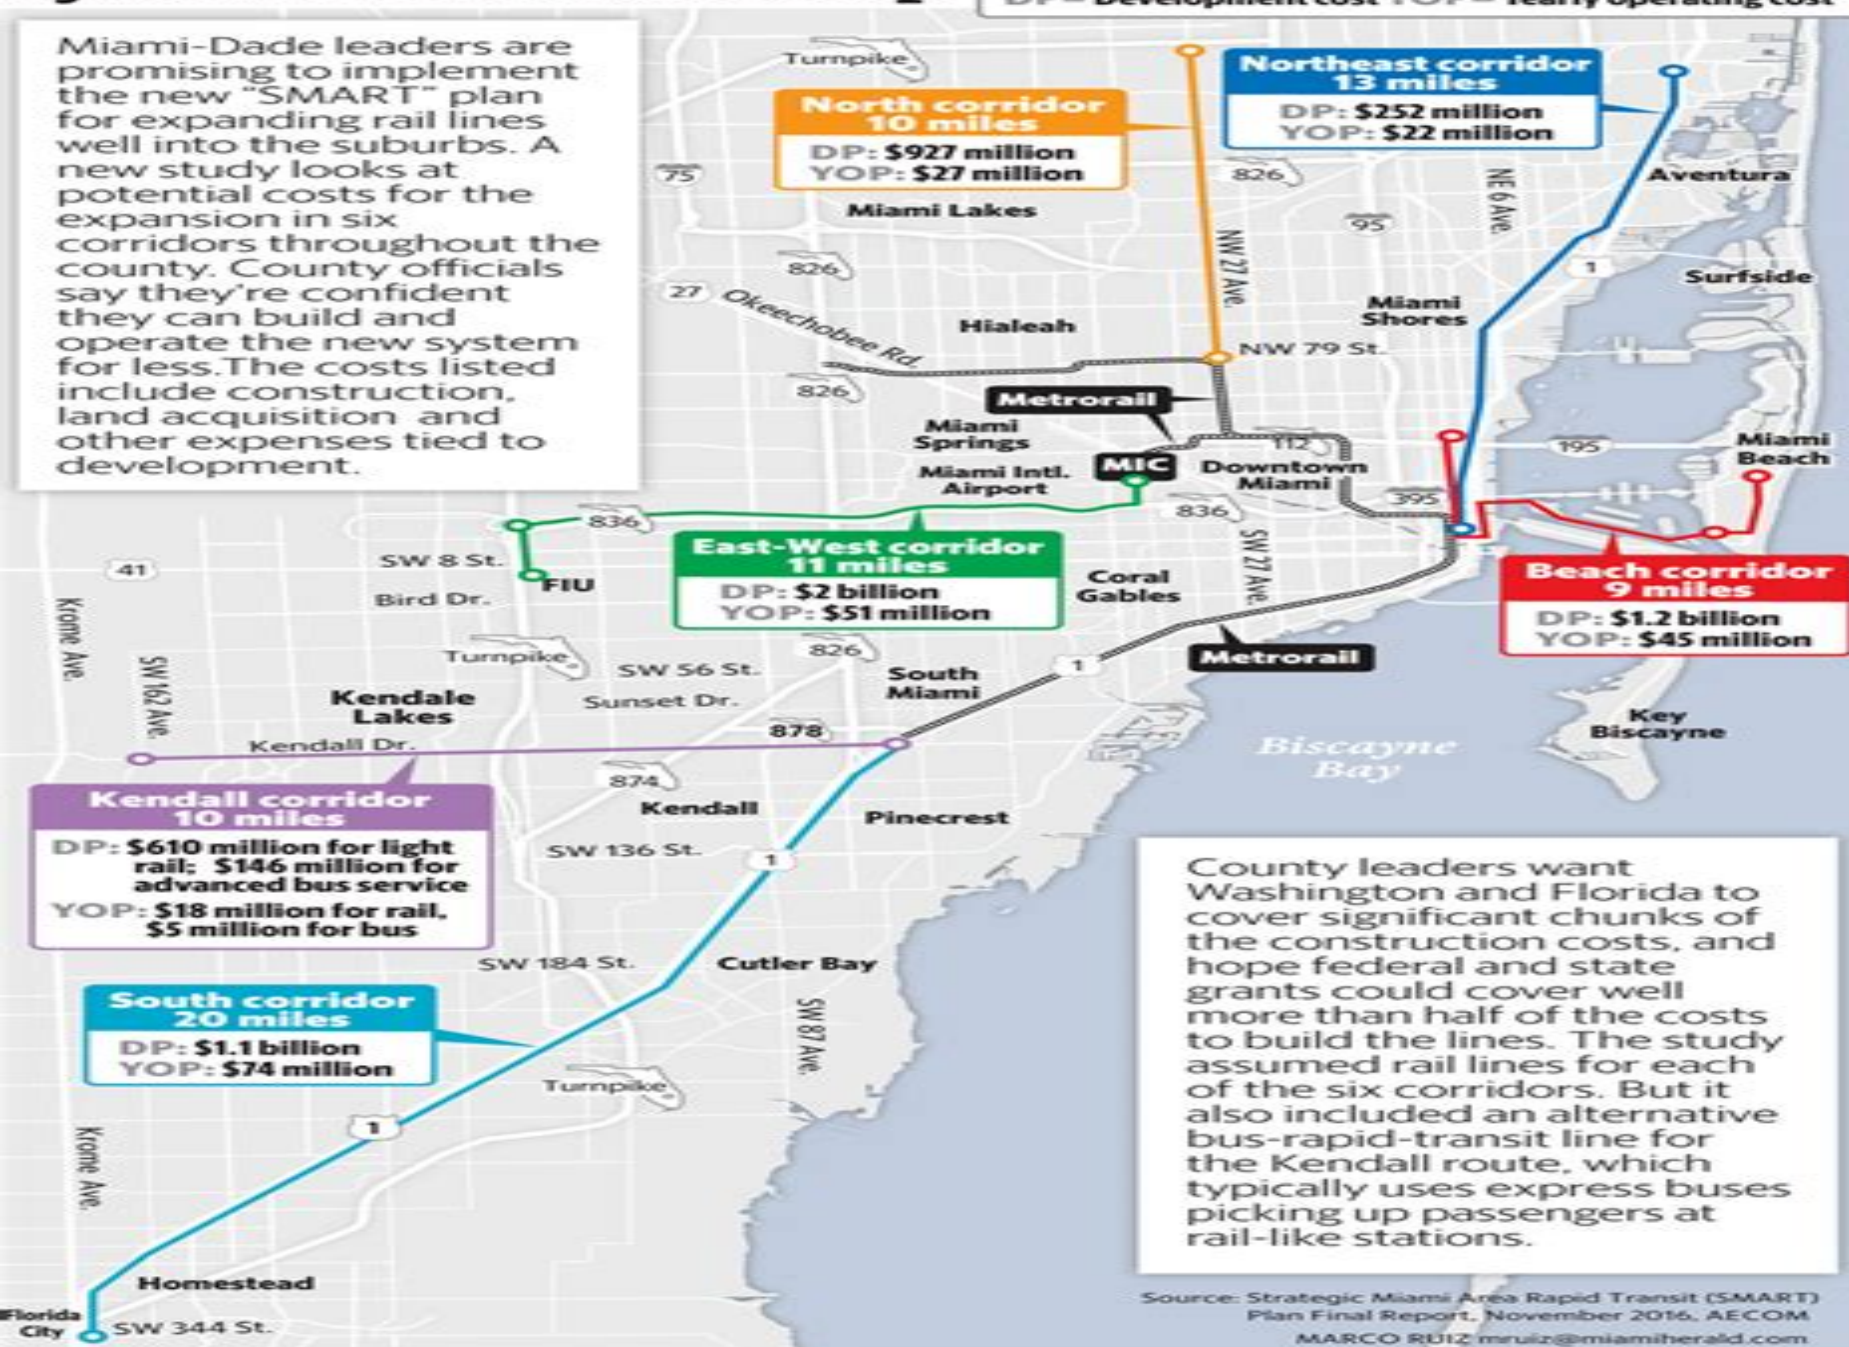 DP= Development cost YOP= Yearly operating cost
Miami-Dade leaders are
promising to implement
the new "SMART" plan
for expanding rail lines
well into the suburbs. A
new study looks at
potential costs for the
expansion in six
corridors throughout the
county. County officials
say they're confident
they can build and
operate the new system
for less.The costs listed
include construction,
land acquisition and
other expenses tied to
development.
Turnpike
North corridor
10 miles
DP: $927 million
YOP: $27 million
Northeast corridor
13 miles
DP: $252 million
YOP: $22 million
75
826
NE 6 Ave.
Aventura
Miami Lakes
95
NW 27 Ave.
826
1
Surfside
27
Okeechobee Rd.
Hialeah
Miami
Shores
NW 79 St.
826
Metrorail
Miami
Springs
112
195
Miami
Beach
MIC
Miami Intl.
Airport
Downtown
Miami
395
836
836
SW 8 St.
41
FIU
Bird Dr.
East-West corridor
11 miles
DP: $2 billion
YOP: $51 million
SW 27 Ave.
Coral
Gables
Beach corridor
9 miles
DP: $1.2 billion
YOP: $45 million
Krome Ave.
SW 162 Ave.
Turnpike
826
SW 56 St.
Sunset Dr.
South
Miami
1
Metrorail
Kendale
Lakes
Kendall Dr.
878
Key
Biscayne
Biscayne
Bay
874
Kendall
Pinecrest
Kendall corridor
10 miles
DP: $610 million for light
rail; $146 million for
advanced bus service
YOP: $18 million for rail,
$5 million for bus
SW 136 St.
1
SW 184 St.
Cutler Bay
SW 87 Ave.
South corridor
20 miles
DP: $1.1 billion
YOP: $74 million
Turnpike
1
Krome Ave.
Homestead
Florida
City
SW 344 St.
County leaders want
Washington and Florida to
cover significant chunks of
the construction costs, and
hope federal and state
grants could cover well
more than half of the costs
to build the lines. The study
assumed rail lines for each
of the six corridors. But it
also included an alternative
bus-rapid-transit line for
the Kendall route, which
typically uses express buses
picking up passengers at
rail-like stations.
Source: Strategic Miami Area Rapid Transit (SMART)
Plan Final Report, November 2016, AECOM
MARCO RUIZ mruiz@miamiherald.com